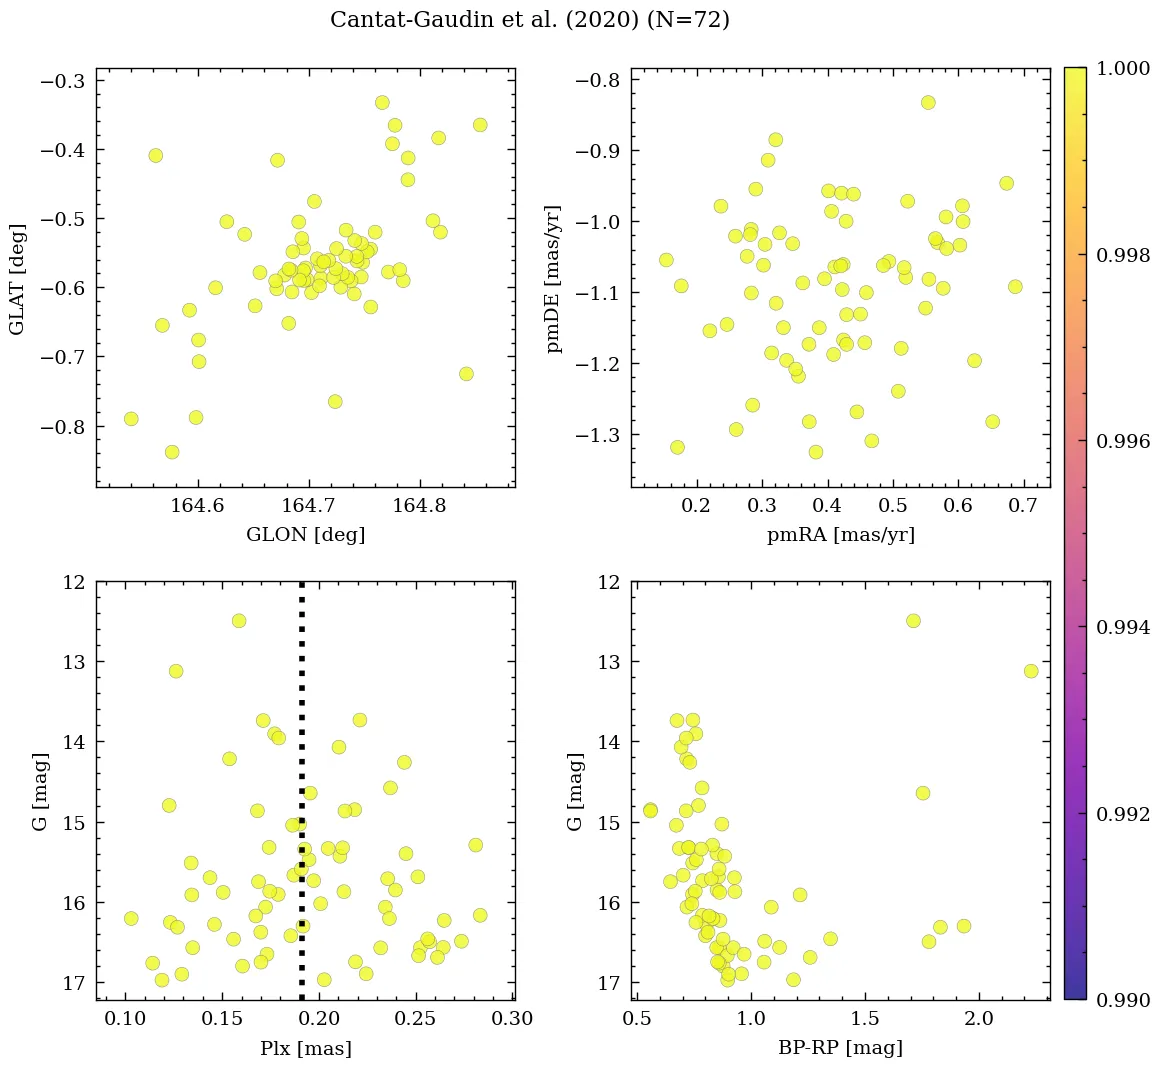 Cantat-Gaudin et al. (2020) (N=72)
−0.3
−0.4
−0.5
−0.6
−0.7
−0.8
GLAT [deg]
164.6 164.7 164.8
GLON [deg]
−0.8
−0.9
−1.0
−1.1
−1.2
−1.3
pmDE [mas/yr]
0.2 0.3 0.4 0.5 0.6 0.7
pmRA [mas/yr]
12
13
14
15
16
17
G [mag]
0.10 0.15 0.20 0.25 0.30
Plx [mas]
12
13
14
15
16
17
G [mag]
0.5 1.0 1.5 2.0
BP-RP [mag]
1.000
0.998
0.996
0.994
0.992
0.990